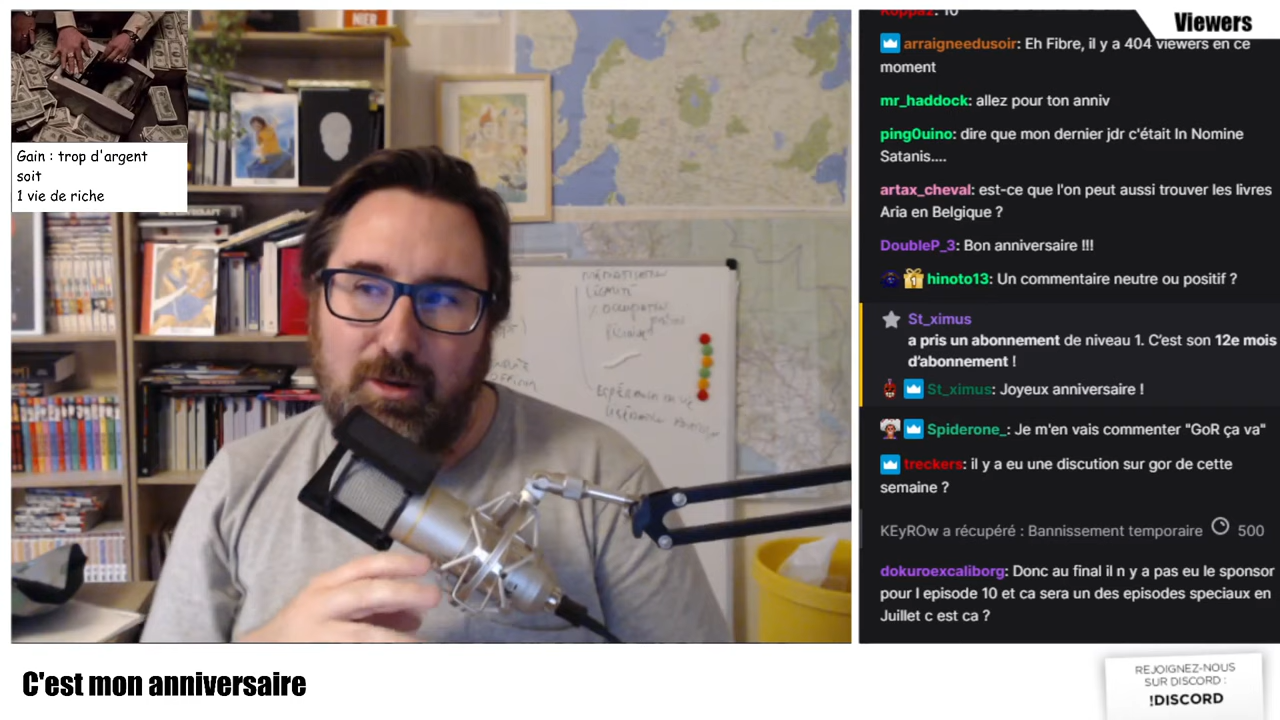 HIER
Viewers
Gain : trop d'argent
soit
1 vie de riche
arraigneedusoir: Eh Fibre, il y a 404 viewers en ce
moment
mr_haddock: allez pour ton anniv
ping0uino: dire que mon dernier jdr c'était In Nomine
Satanis....
artax_cheval: est-ce que l'on peut aussi trouver les livres
Aria en Belgique ?
DoubleP_3: Bon anniversaire !!!
hinoto13: Un commentaire neutre ou positif ?
St_ximus
a pris un abonnement de niveau 1. C'est son 12e mois
d'abonnement !
St_ximus: Joyeux anniversaire !
Spiderone_: Je m'en vais commenter "GoR ça va"
treckers: il y a eu une discution sur gor de cette
semaine ?
KEyROw a récupéré : Bannissement temporaire 500
dokuroexcaliborg: Donc au final il n y a pas eu le sponsor
pour l episode 10 et ca sera un des episodes speciaux en
Juillet c est ca ?
C'est mon anniversaire
REJOIGNEZ-NOUS
SUR DISCORD :
!DISCORD